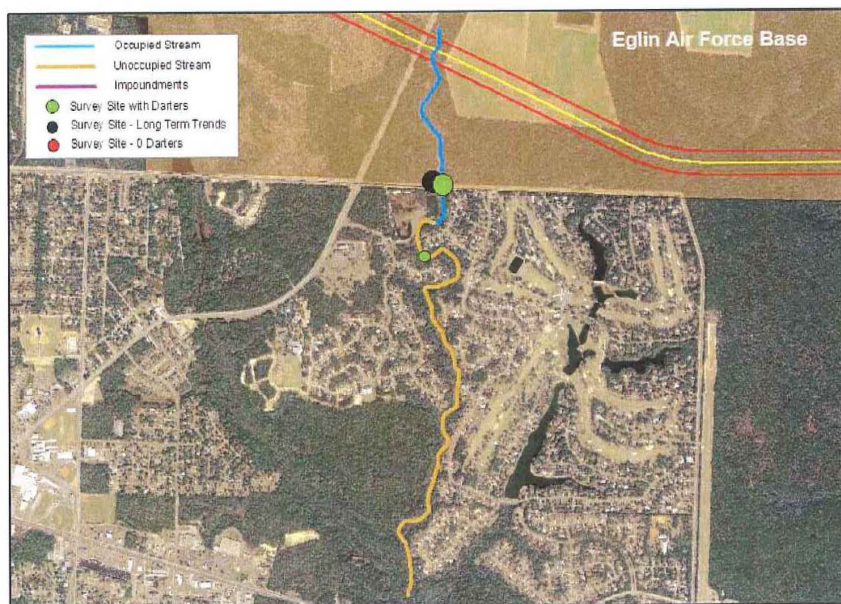 Eglin Air Force Base
Occupied Stream
Unoccupied Stream
Impoundments
Survey Site with Darters
Survey Site - Long Term Trends
Survey Site - 0 Darters